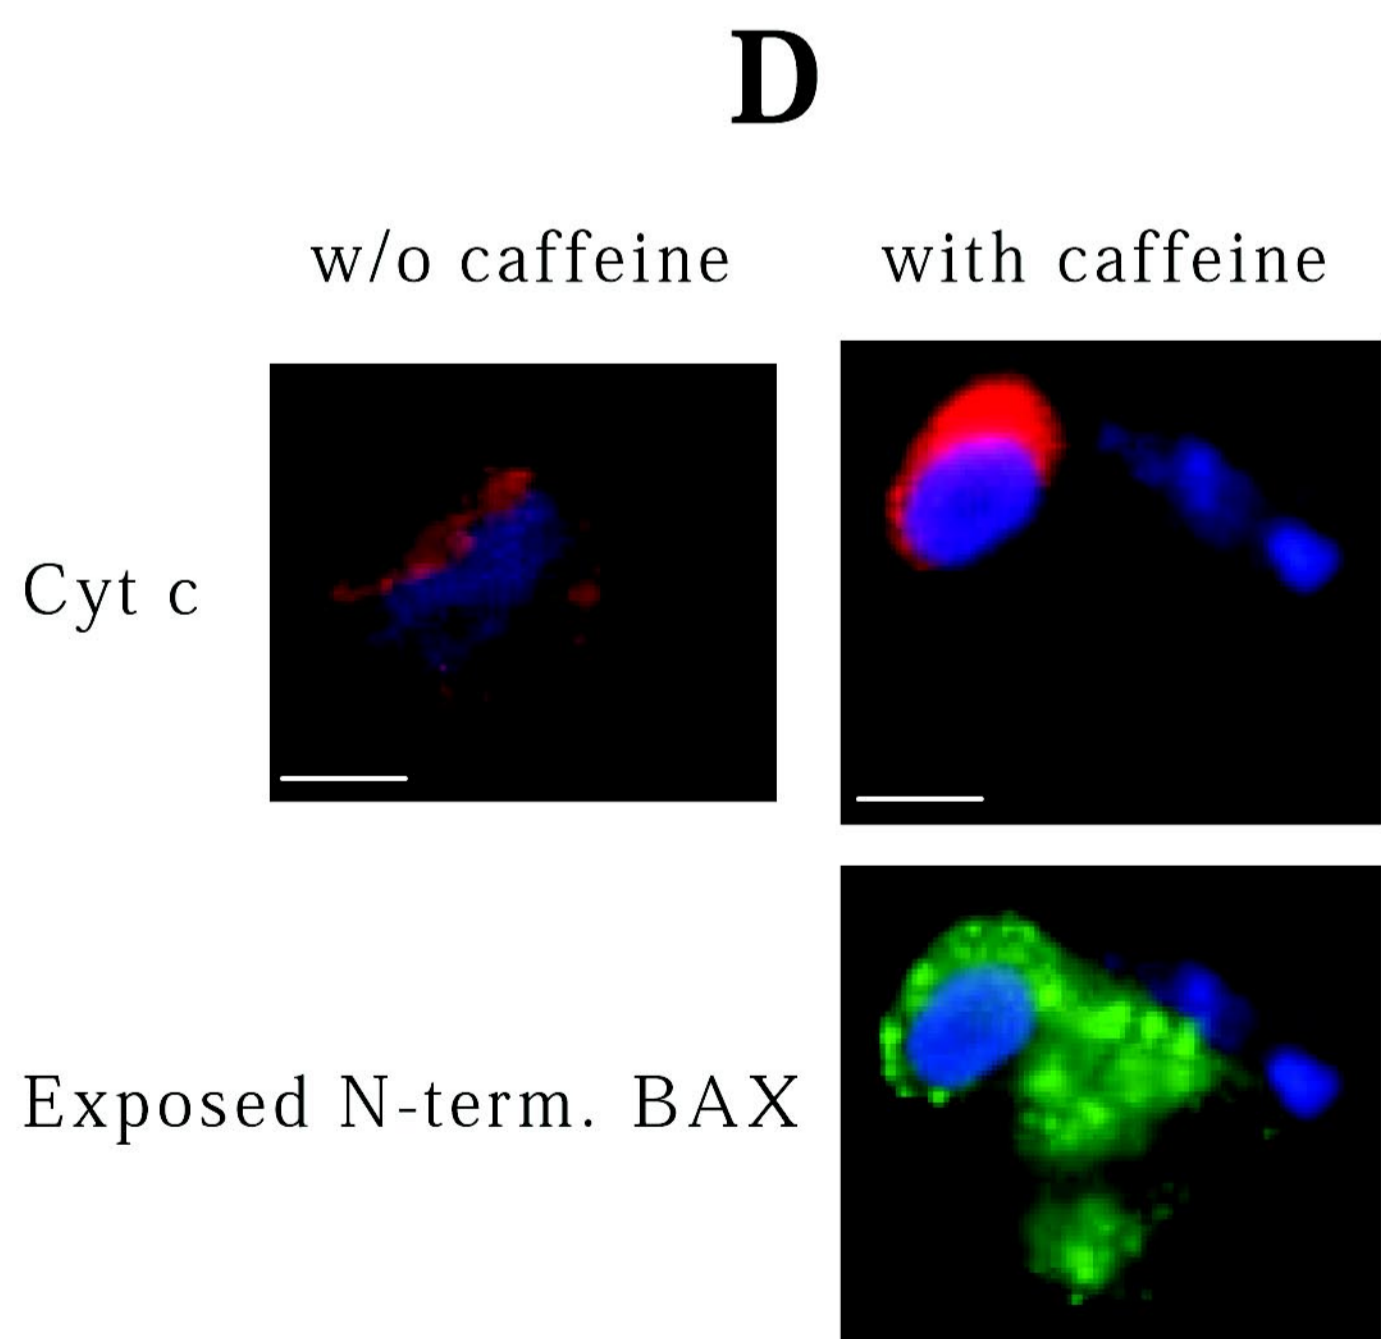 D
w/o caffeine
with caffeine
Cyt c
Exposed N-term. BAX